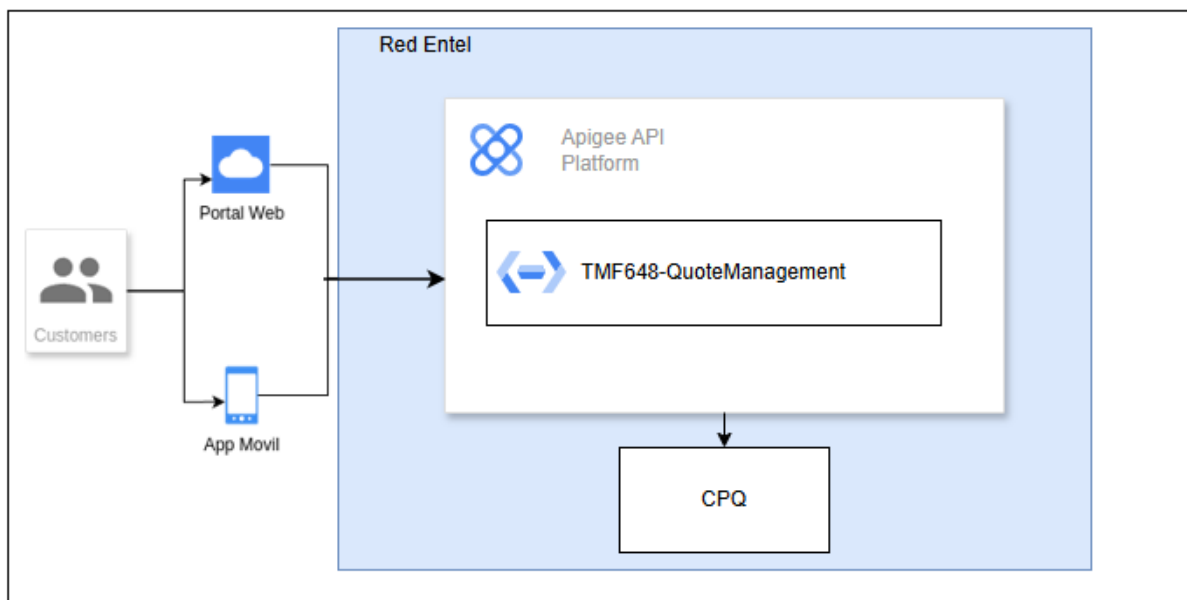 Red Entel
Apigee API
Platform
Portal Web
TMF648-QuoteManagement
Customers
App Movil
CPQ